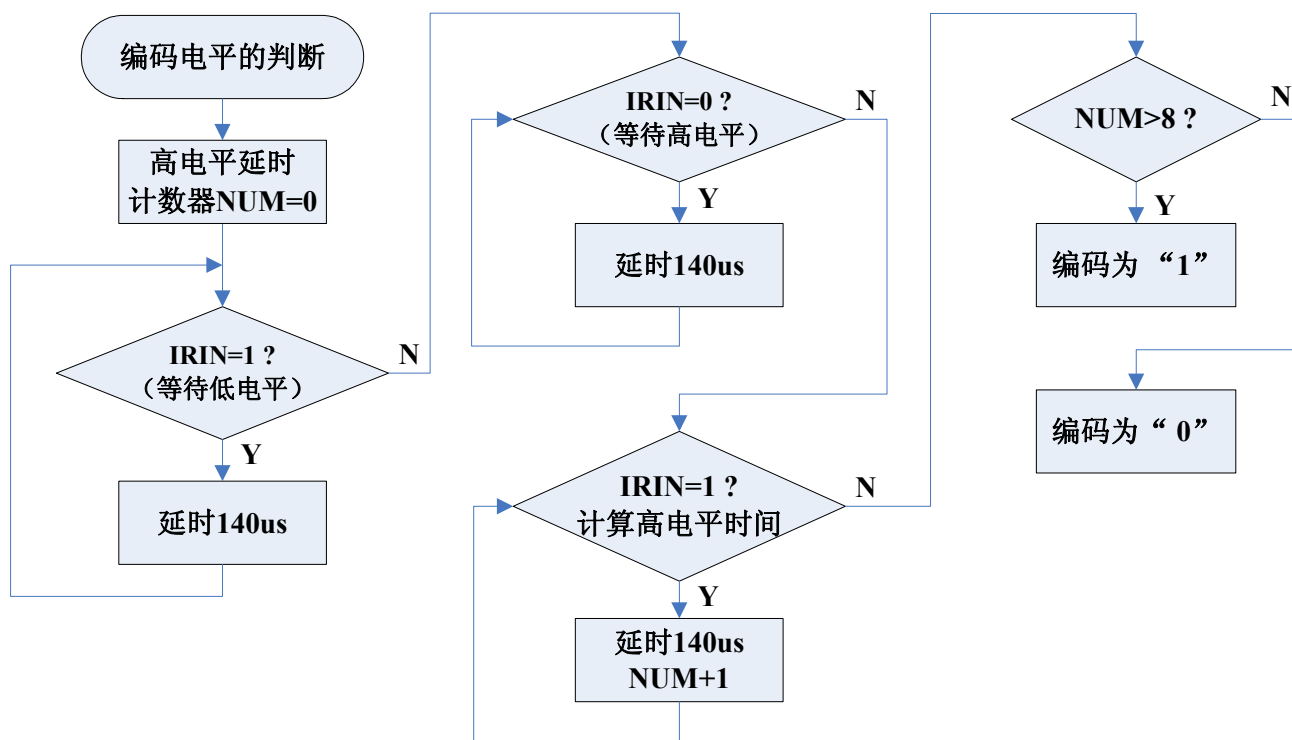 编码电平的判断
高电平延时
计数器NUM=0
IRIN=1 ?
（等待低电平）
N
Y
延时140us
IRIN=0 ?
（等待高电平）
N
Y
延时140us
IRIN=1 ?
计算高电平时间
N
Y
延时140us
NUM+1
NUM>8 ?
N
Y
编码为 “1”
编码为“ 0”